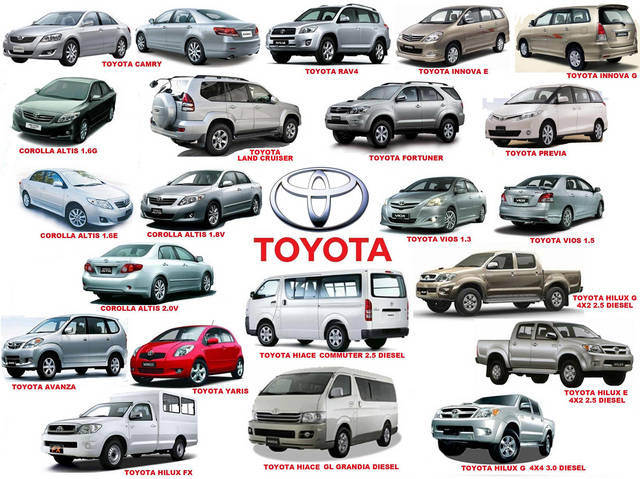 TOYOTA CAMRY
TOYOTA RAV4
TOYOTA INNOVA E
TOYOTA INNOVA G
COROLLA ALTIS 1.6G
TOYOTA
LAND CRUISER
TOYOTA FORTUNER
TOYOTA PREVIA
COROLLA ALTIS 1.6E
COROLLA ALTIS 1.8V
TOYOTA
TOYOTA VIOS 1.3
TOYOTA VIOS 1.5
COROLLA ALTIS 2.0V
TOYOTA HIACE COMMUTER 2.5 DIESEL
TOYOTA HILUX G
4X2 2.5 DIESEL
TOYOTA AVANZA
TOYOTA YARIS
TOYOTA HILUX E
4X2 2.5 DIESEL
TOYOTA HILUX FX
TOYOTA HIACE GL GRANDIA DIESEL
TOYOTA HILUX G 4X4 3.0 DIESEL